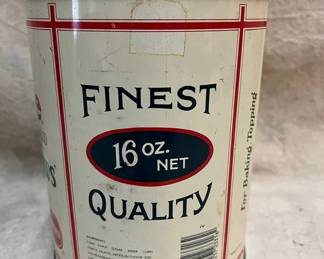 FINEST
16 oz.
NET
QUALITY
For Baking, Topping